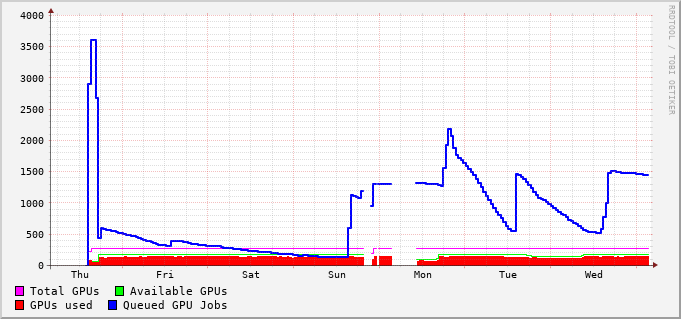 4000
3500
3000
2500
2000
1500
1000
500
0
Thu Fri Sat Sun Mon Tue Wed
Total GPUs Available GPUs
GPUs used Queued GPU Jobs
RRDTOOL / TOBI OETIKER